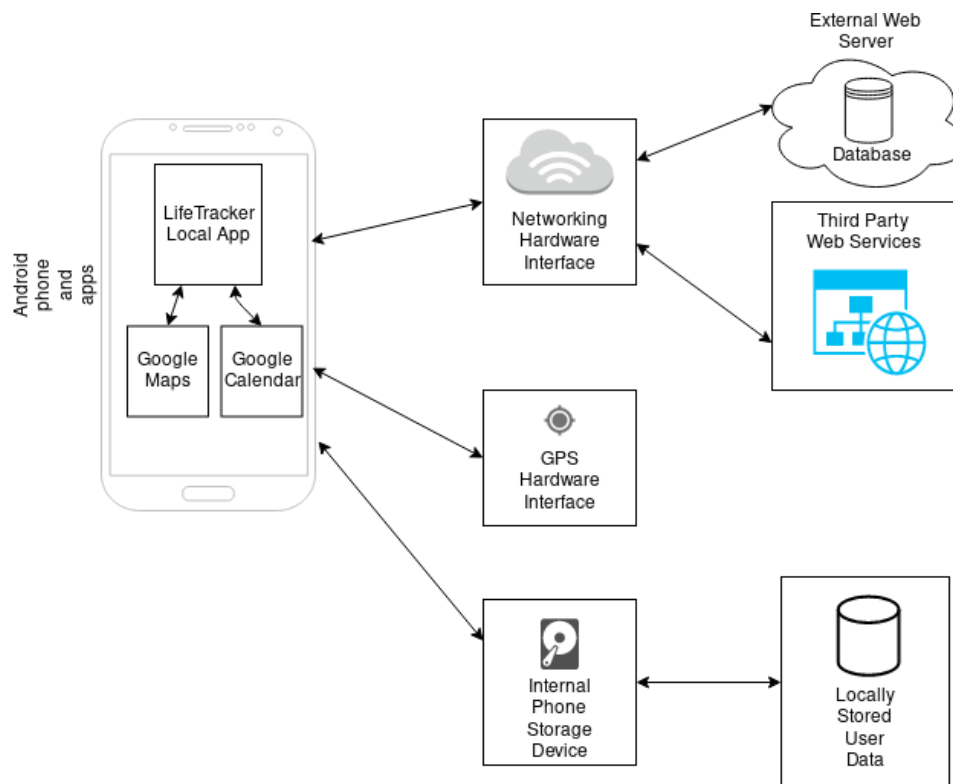 External Web
Server
Database
LifeTracker
Local App
Networking
Hardware
Interface
Third Party
Web Services
Android
phone
and
apps
Google
Maps
Google
Calendar
GPS
Hardware
Interface
Internal
Phone
Storage
Device
Locally
Stored
User
Data